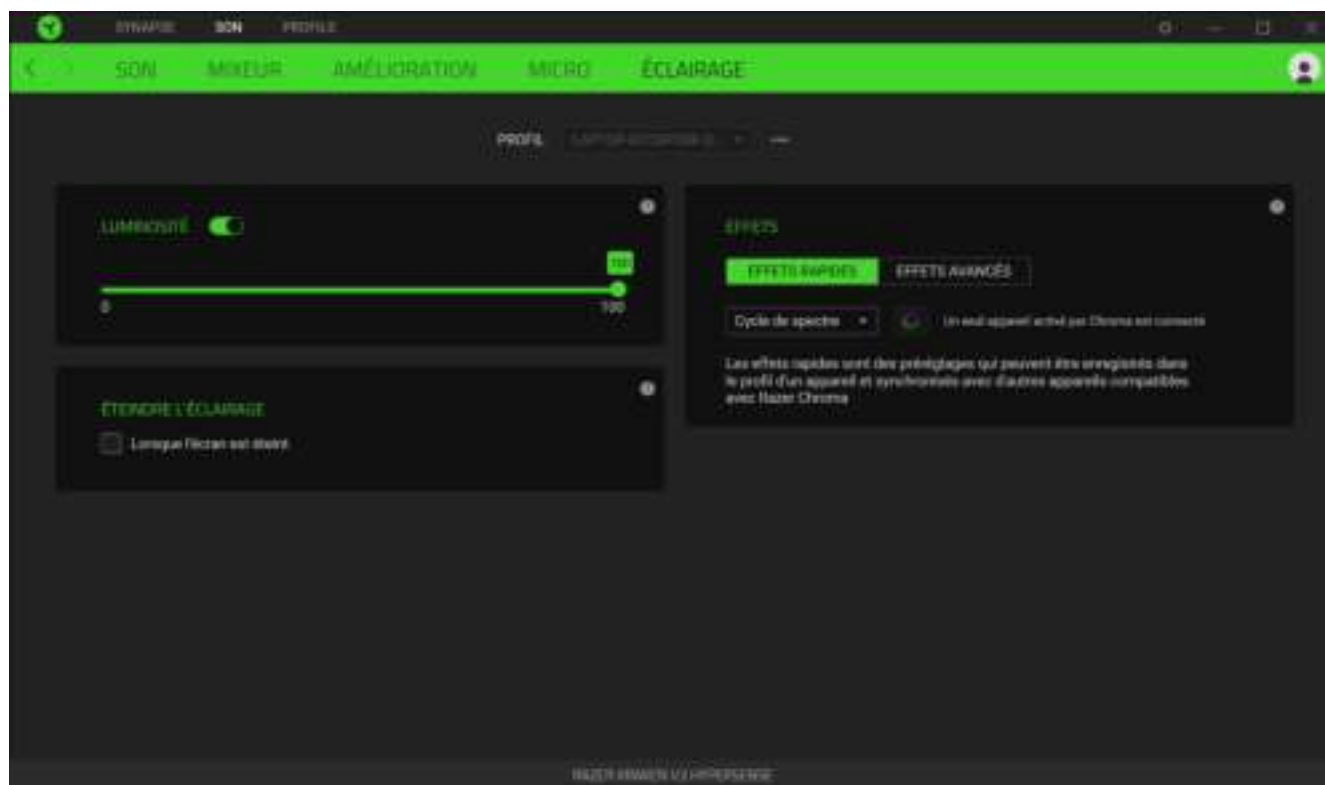 SYNAPSE SON PROFILE
SON MIXEUR AMÉLIORATION MICRO ÉCLAIRAGE
PROFIL
LUMINOSITÉ
100
0 100
ÉTEINDRE L'ÉCLAIRAGE
Lorsque l'écran est éteint
EFFETS
EFFETS RAPIDES EFFETS AVANCÉS
Cycle de spectre Un seul appareil activé par Chroma est connecté
Les effets rapides sont des préréglages qui peuvent être enregistrés dans
le profil d'un appareil et synchronisés avec d'autres appareils compatibles
avec Razer Chroma
RAZER KRAKEN V3 HYPERSENSE